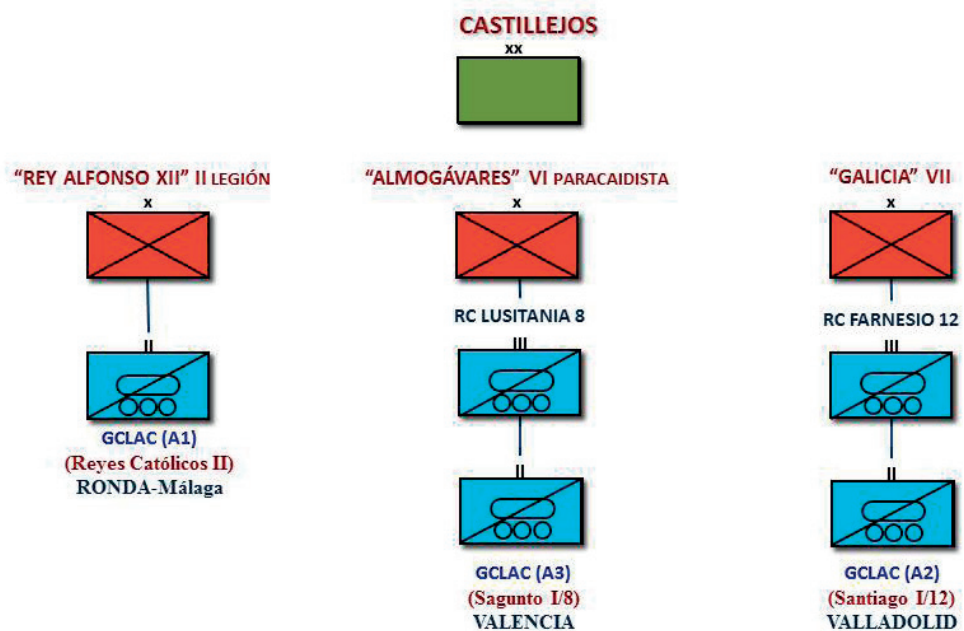 CASTILLEJOS
xx
"REY ALFONSO XII" II LEGIÓN
x
GCLAC (A1)
(Reyes Católicos II)
RONDA-Málaga
"ALMOGÁVARES" VI PARACAIDISTA
x
RC LUSITANIA 8
III
II
GCLAC (A3)
(Sagunto I/8)
VALENCIA
"GALICIA" VII
x
RC FARNESIO 12
III
II
GCLAC (A2)
(Santiago I/12)
VALLADOLID